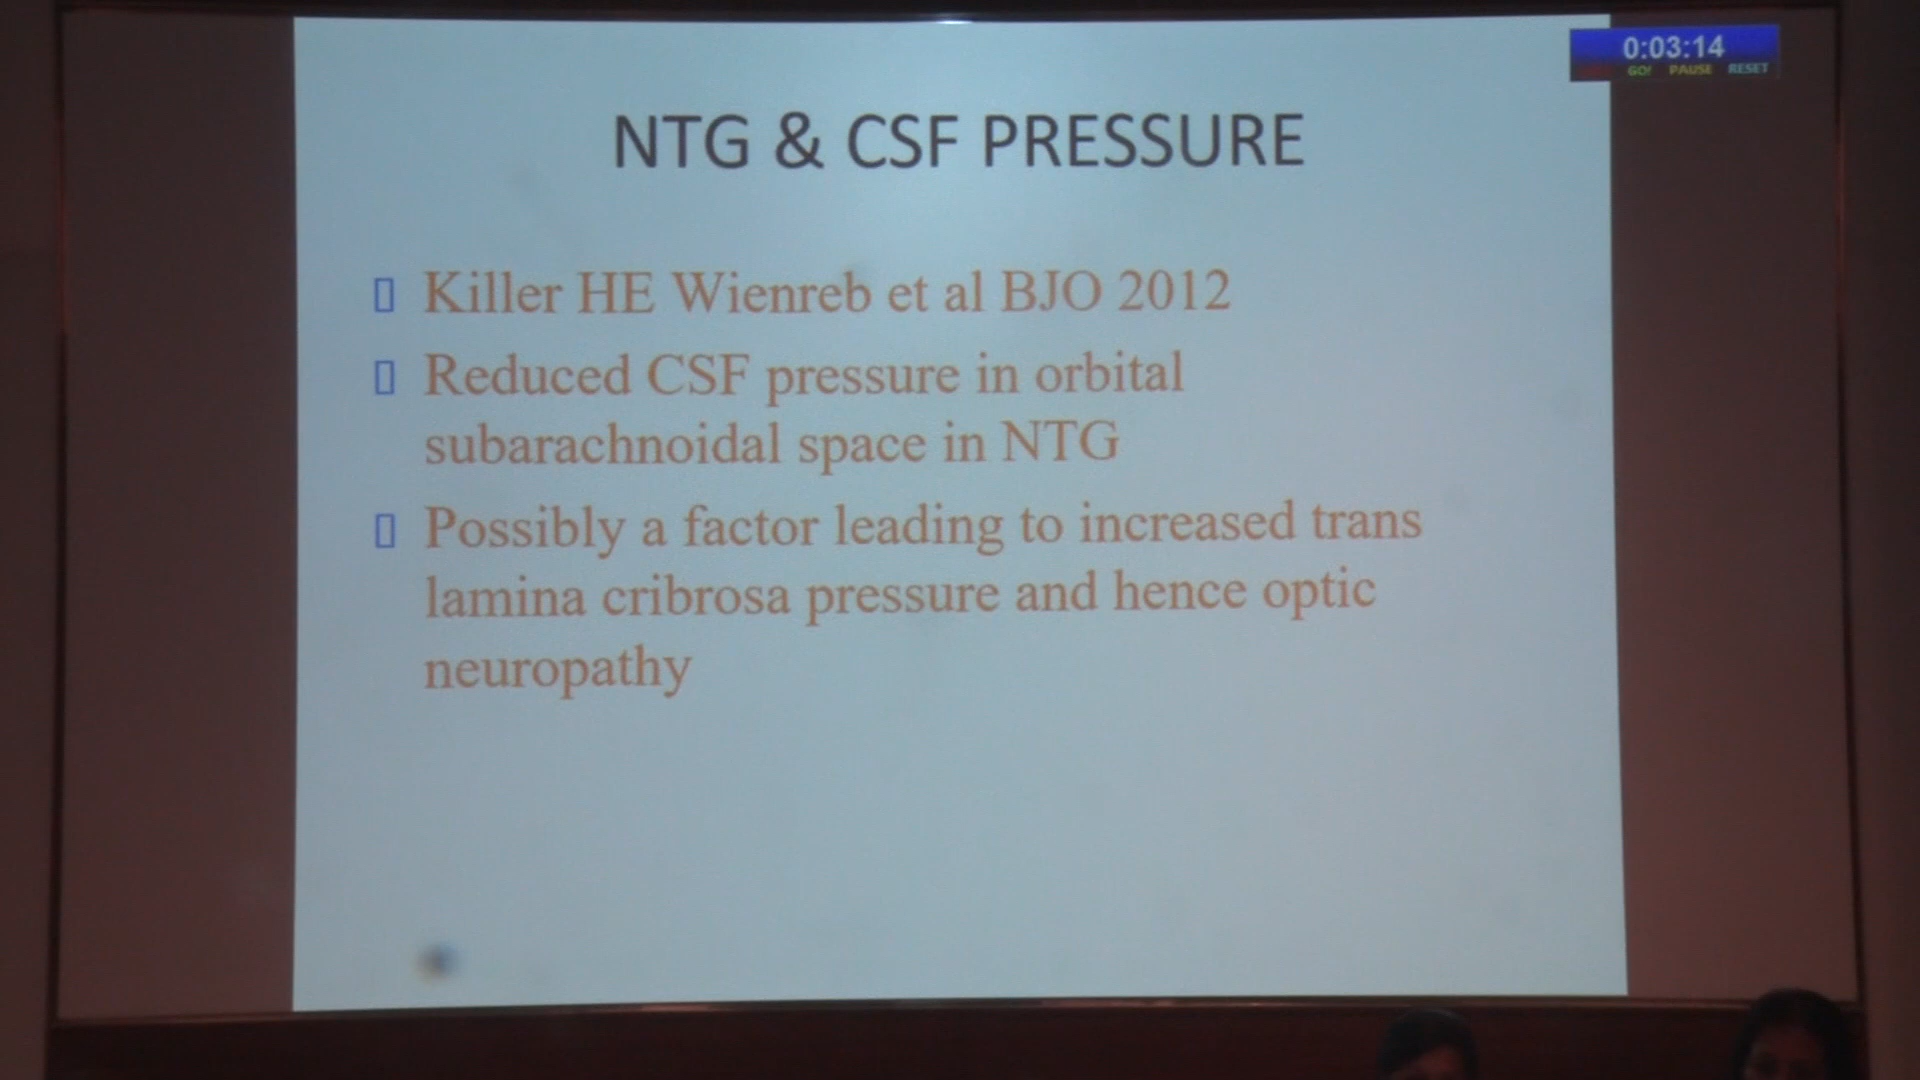 0:03:14
GO! PAUSE RESET
NTG & CSF PRESSURE
Killer HE Wienreb et al BJO 2012
Reduced CSF pressure in orbital
subarachnoidal space in NTG
Possibly a factor leading to increased trans
lamina cribrosa pressure and hence optic
neuropathy